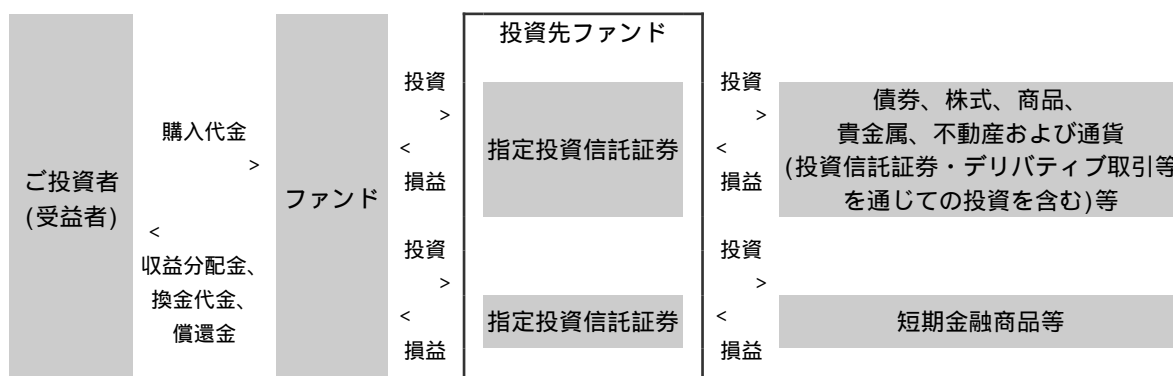 投資先ファンド
ご投資者
(受益者)
購入代金
>
<
収益分配金、
換金代金、
償還金
ファンド
投資
>
<
損益
指定投資信託証券
投資
>
<
損益
債券、株式、商品、
貴金属、不動産および通貨
(投資信託証券・デリバティブ取引等
を通じての投資を含む)等
投資
>
<
損益
指定投資信託証券
投資
>
<
損益
短期金融商品等